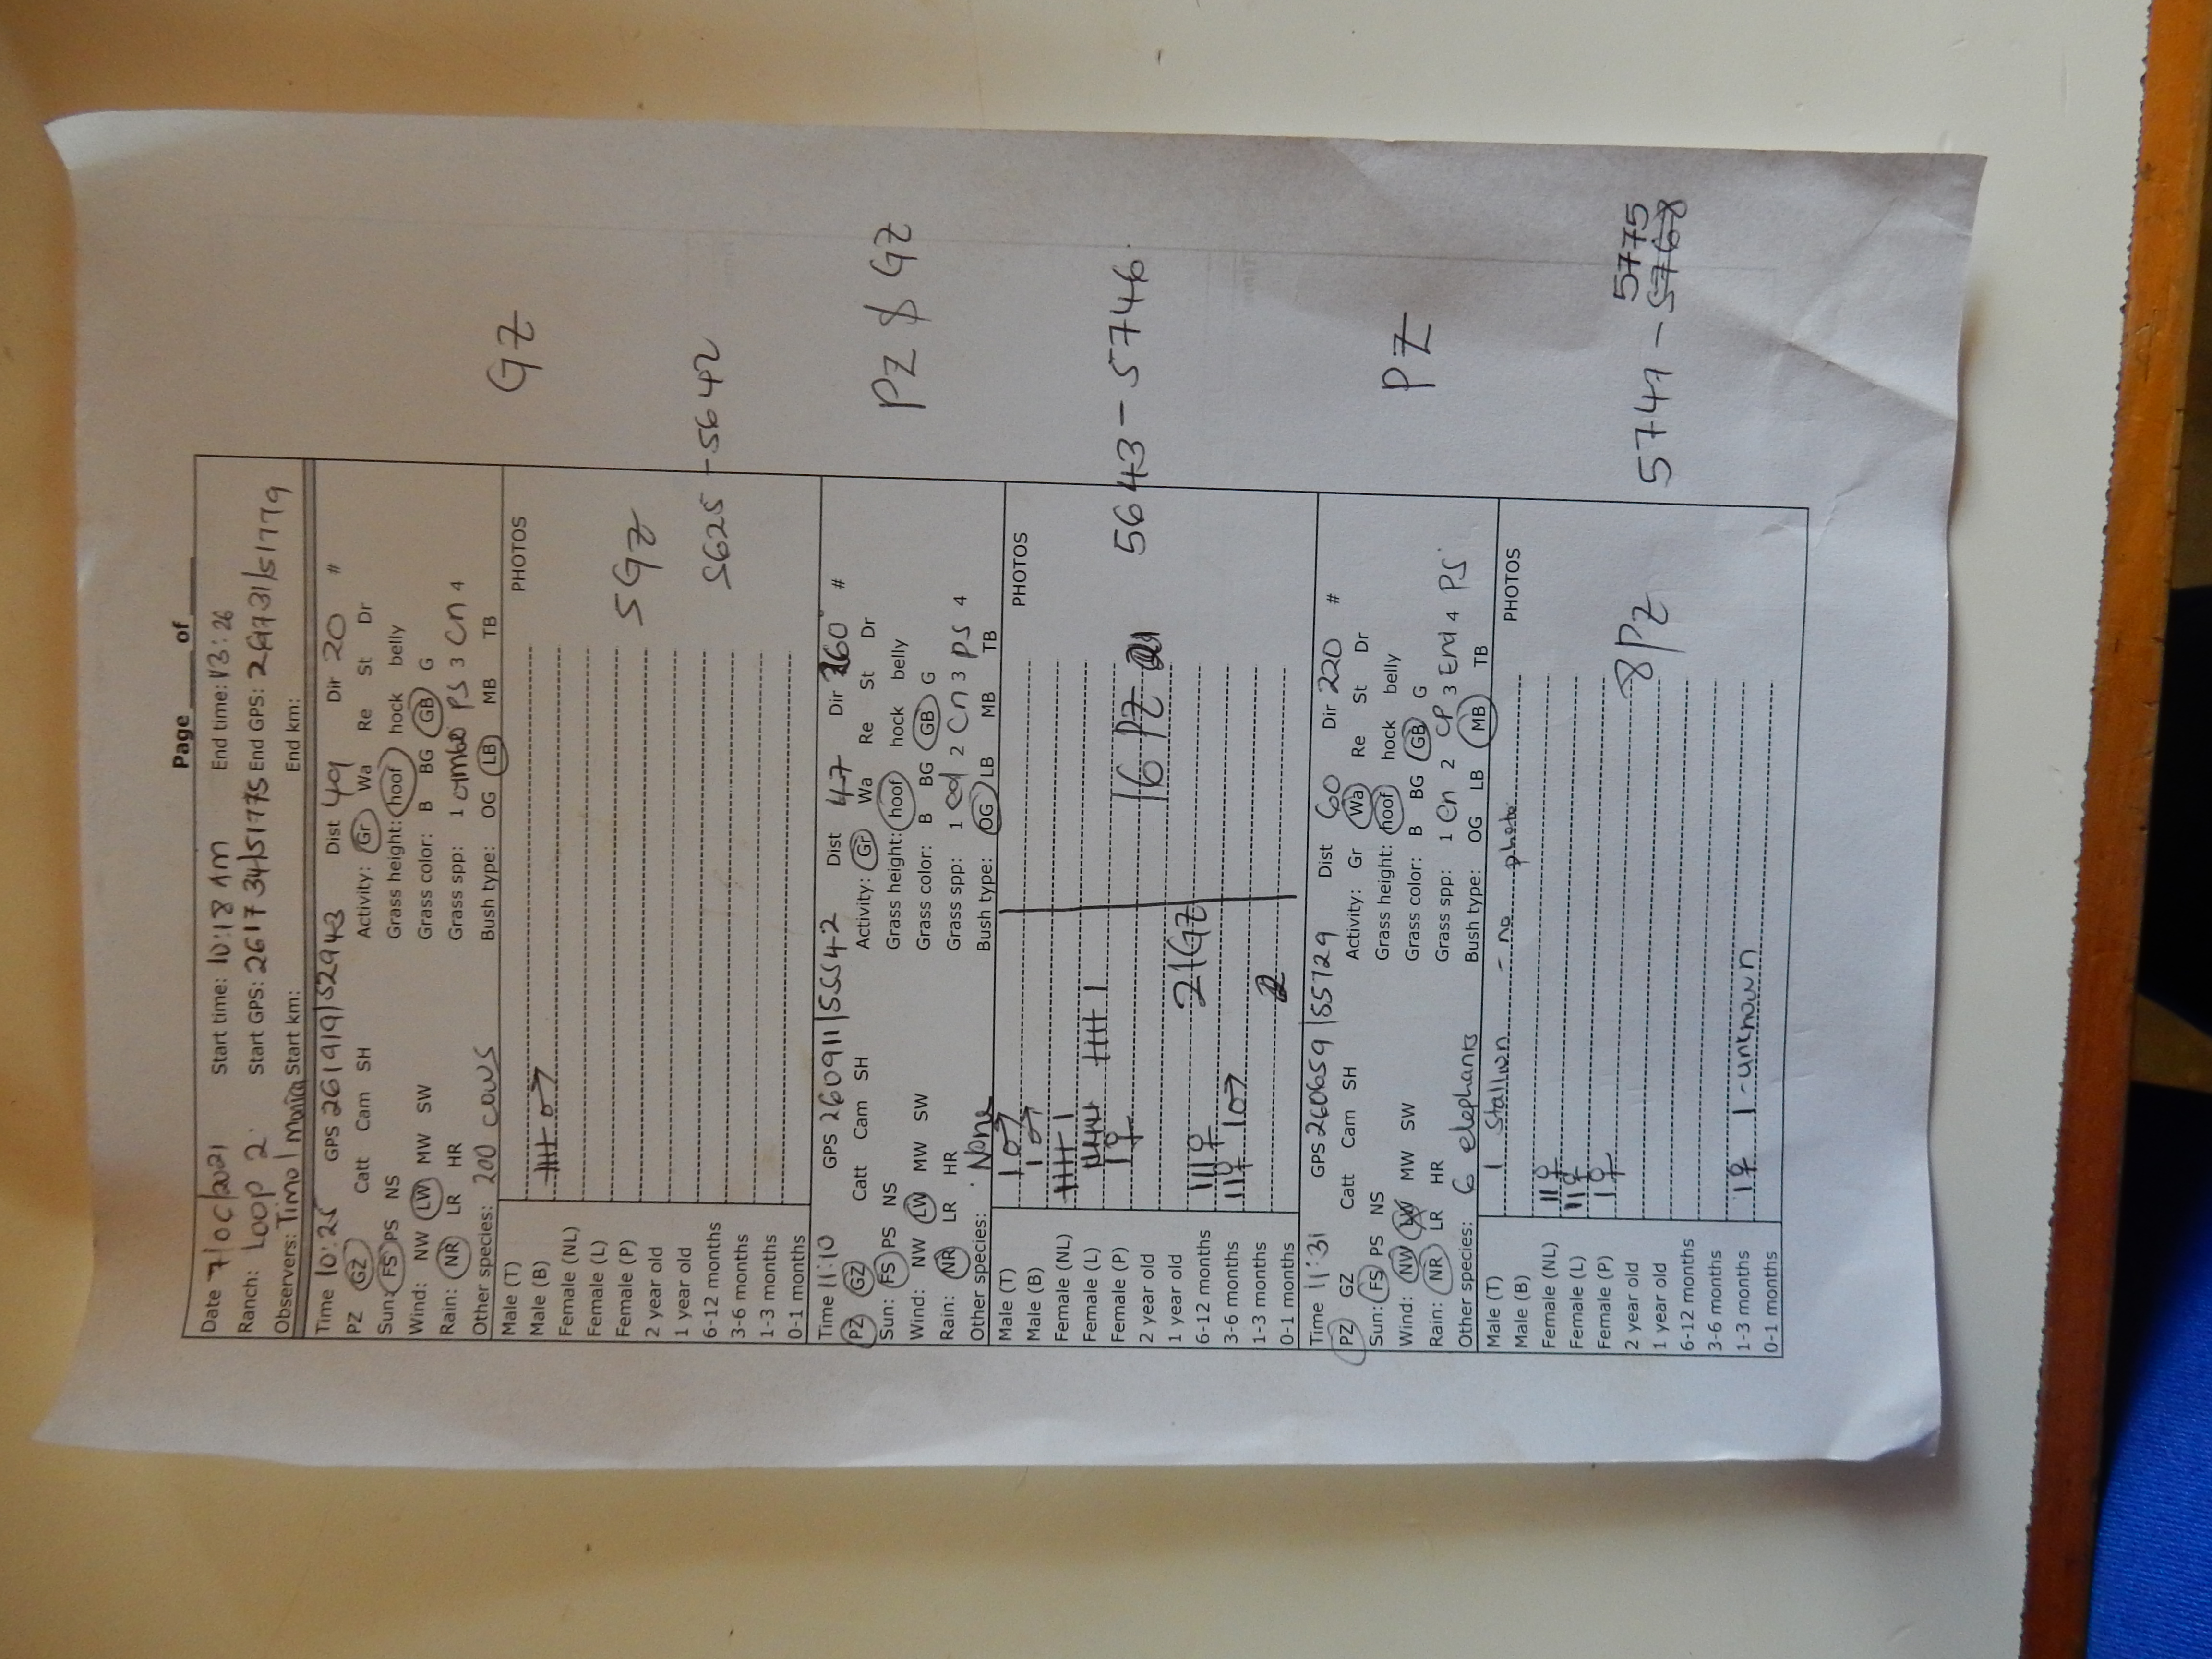 Page ____ of ____
Date 7/oc/2021 Start time: 10:18 AM End time: 13:26
Ranch: Loop 2 Start GPS: 261734/51775 End GPS: 261731/51779
Observers: Timo / Monica Start km: End km:
Time 10:25 GPS 261919/52943 Dist 49 Dir 20 #
PZ GZ Catt Cam SH Activity: Gr Wa Re St Dr
Sun: FS PS NS Grass height: hoof hock belly
Wind: NW LW MW SW Grass color: B BG GB G
Rain: NR LR HR Grass spp: 1 PS 3 Cn 4
Other species: 200 cows Bush type: OG LB MB TB
GZ
Male (T) PHOTOS
Male (B) 卌 ♂
Female (NL)
Female (L)
Female (P) 5GZ
2 year old
1 year old
6-12 months 5625 - 5642
3-6 months
1-3 months
0-1 months
Time 11:10 GPS 260911/55542 Dist 47 Dir 260° #
PZ GZ Catt Cam SH Activity: Gr Wa Re St Dr
Sun: FS PS NS Grass height: hoof hock belly
PZ $ GZ
Wind: NW LW MW SW Grass color: B BG GB G
Rain: NR LR HR Grass spp: 1 2 Cn 3 PS 4
Other species: None Bush type: OG LB MB TB
Male (T) 1 ♂ PHOTOS
Male (B) 1 ♂
Female (NL) 卌 1
Female (L) 卌 卌 1
Female (P) 1♀ 16 PZ 5643 - 5746
2 year old
1 year old 21GZ
6-12 months 111♀
3-6 months 11♀ 1♂
1-3 months 2
0-1 months
Time 11:31 GPS 260659/55729 Dist 60 Dir 220 #
PZ GZ Catt Cam SH Activity: Gr Wa Re St Dr
Sun: FS PS NS Grass height: hoof hock belly
Wind: NW LW MW SW Grass color: B BG GB G
PZ
Rain: NR LR HR Grass spp: 1 Cn 2 CP 3 End 4 PS
Other species: 6 elephants Bush type: OG LB MB TB
Male (T) 1 Stallion - no photo PHOTOS
Male (B)
Female (NL) 11♀
Female (L) 11♀
Female (P) 1♀
2 year old 8PZ 5747 - 5768 5775
1 year old
6-12 months
3-6 months
1-3 months 1♀ 1-unknown
0-1 months